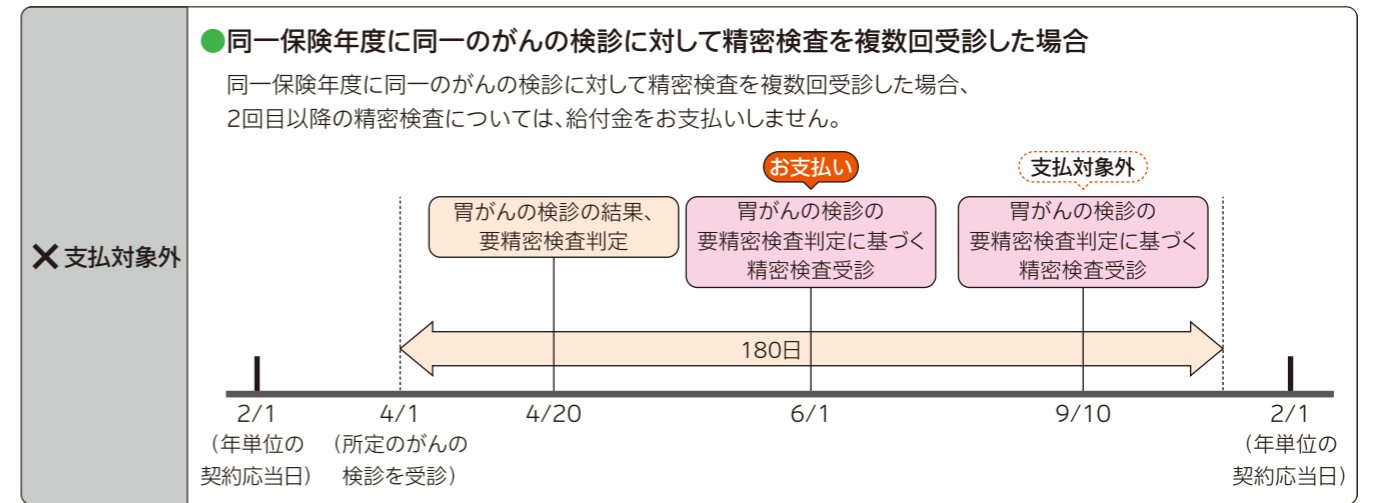 ✕支払対象外
●同一保険年度に同一のがんの検診に対して精密検査を複数回受診した場合
同一保険年度に同一のがんの検診に対して精密検査を複数回受診した場合、
2回目以降の精密検査については、給付金をお支払いしません。
お支払い
支払対象外
胃がんの検診の結果、
要精密検査判定
胃がんの検診の
要精密検査判定に基づく
精密検査受診
胃がんの検診の
要精密検査判定に基づく
精密検査受診
180日
2/1
(年単位の
契約応当日)
4/1
(所定のがんの
検診を受診)
4/20
6/1
9/10
2/1
(年単位の
契約応当日)